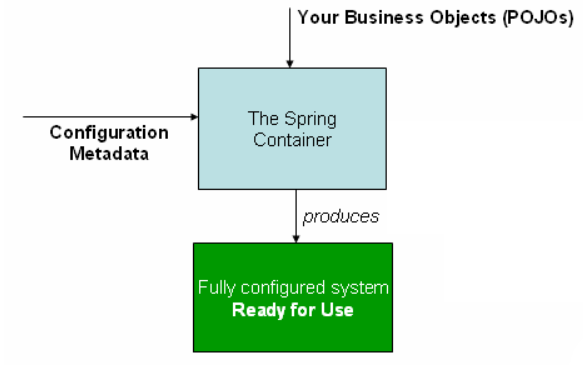 Your Business Objects (POJOs)
The Spring
Container
Configuration
Metadata
produces
Fully configured system
Ready for Use